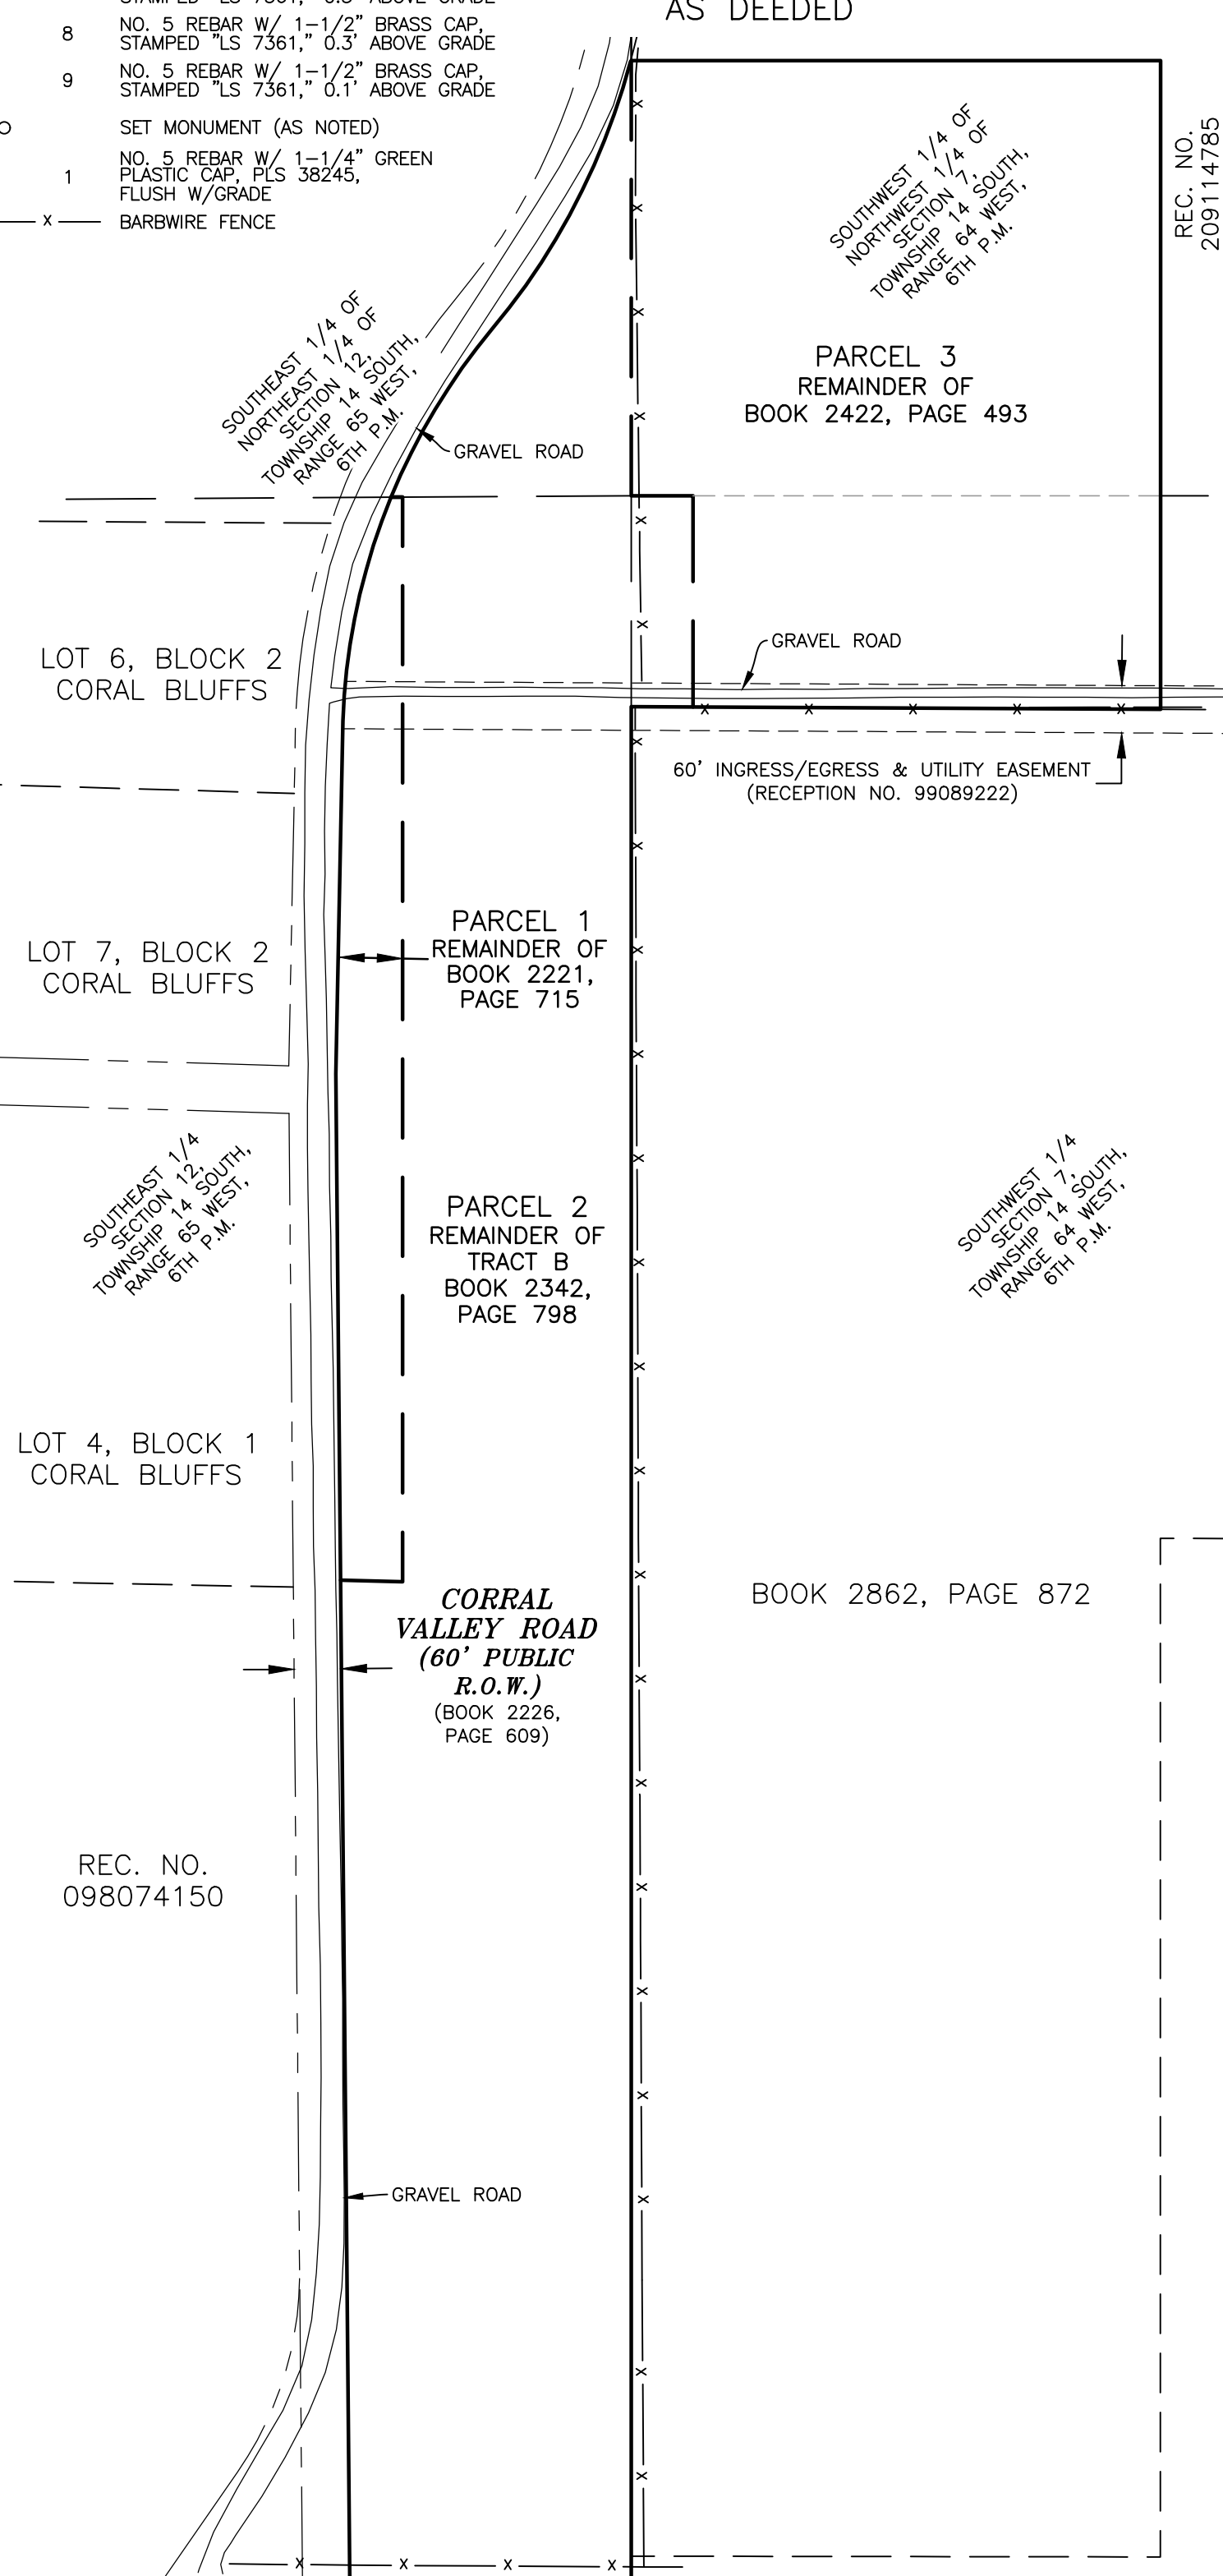 AS DEEDED
STAMPED "LS 7361," 0.3' ABOVE GRADE
8
NO. 5 REBAR W/ 1-1/2" BRASS CAP,
STAMPED "LS 7361," 0.3' ABOVE GRADE
9
NO. 5 REBAR W/ 1-1/2" BRASS CAP,
STAMPED "LS 7361," 0.1' ABOVE GRADE
SET MONUMENT (AS NOTED)
1
NO. 5 REBAR W/ 1-1/4" GREEN
PLASTIC CAP, PLS 38245,
FLUSH W/GRADE
x BARBWIRE FENCE
SOUTHWEST 1/4 OF
NORTHWEST 1/4 OF
SECTION 7,
TOWNSHIP 14 SOUTH,
RANGE 64 WEST,
6TH P.M.
REC. NO.
209114785
SOUTHEAST 1/4 OF
NORTHEAST 1/4 OF
SECTION 12,
TOWNSHIP 14 SOUTH,
RANGE 65 WEST,
6TH P.M.
PARCEL 3
REMAINDER OF
BOOK 2422, PAGE 493
GRAVEL ROAD
LOT 6, BLOCK 2
CORAL BLUFFS
GRAVEL ROAD
60' INGRESS/EGRESS & UTILITY EASEMENT
(RECEPTION NO. 99089222)
LOT 7, BLOCK 2
CORAL BLUFFS
PARCEL 1
REMAINDER OF
BOOK 2221,
PAGE 715
SOUTHEAST 1/4
SECTION 12,
TOWNSHIP 14 SOUTH,
RANGE 65 WEST,
6TH P.M.
PARCEL 2
REMAINDER OF
TRACT B
BOOK 2342,
PAGE 798
SOUTHWEST 1/4
SECTION 7,
TOWNSHIP 14 SOUTH,
RANGE 64 WEST,
6TH P.M.
LOT 4, BLOCK 1
CORAL BLUFFS
CORRAL
VALLEY ROAD
(60' PUBLIC
R.O.W.)
(BOOK 2226,
PAGE 609)
BOOK 2862, PAGE 872
REC. NO.
098074150
GRAVEL ROAD